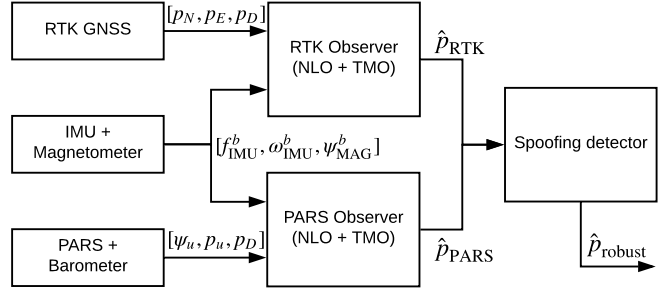 RTK GNSS
[p_N, p_E, p_D]
RTK Observer
(NLO + TMO)
p̂_RTK
IMU +
Magnetometer
[f^b_IMU, ω^b_IMU, ψ^b_MAG]
Spoofing detector
PARS Observer
(NLO + TMO)
p̂_PARS
PARS +
Barometer
[ψ_u, p_u, p_D]
p̂_robust